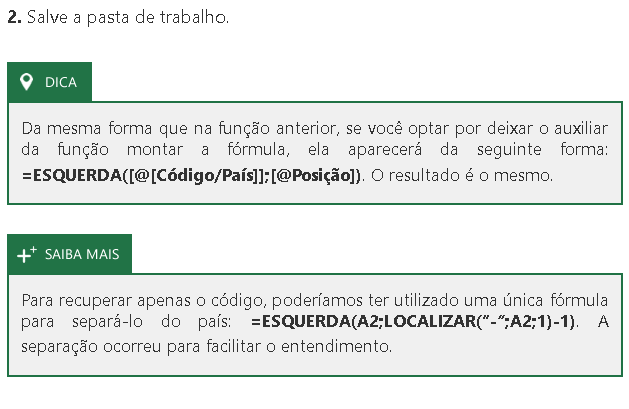 2. Salve a pasta de trabalho.
DICA
Da mesma forma que na função anterior, se você optar por deixar o auxiliar
da função montar a fórmula, ela aparecerá da seguinte forma:
=ESQUERDA([@[Código/País]];[@Posição]). O resultado é o mesmo.
SAIBA MAIS
Para recuperar apenas o código, poderíamos ter utilizado uma única fórmula
para separá-lo do país: =ESQUERDA(A2;LOCALIZAR("-";A2;1)-1). A
separação ocorreu para facilitar o entendimento.